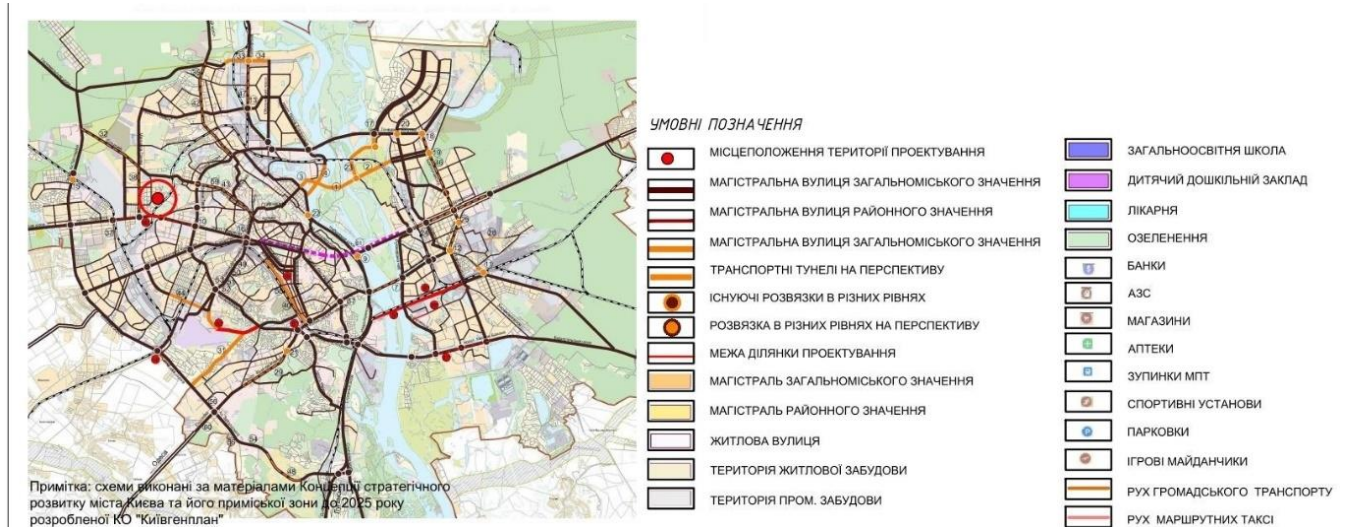 УМОВНІ ПОЗНАЧЕННЯ
МІСЦЕПОЛОЖЕННЯ ТЕРИТОРІЇ ПРОЕКТУВАННЯ
МАГІСТРАЛЬНА ВУЛИЦЯ ЗАГАЛЬНОМІСЬКОГО ЗНАЧЕННЯ
МАГІСТРАЛЬНА ВУЛИЦЯ РАЙОННОГО ЗНАЧЕННЯ
МАГІСТРАЛЬНА ВУЛИЦЯ ЗАГАЛЬНОМІСЬКОГО ЗНАЧЕННЯ
ТРАНСПОРТНІ ТУНЕЛІ НА ПЕРСПЕКТИВУ
ІСНУЮЧІ РОЗВЯЗКИ В РІЗНИХ РІВНЯХ
РОЗВЯЗКА В РІЗНИХ РІВНЯХ НА ПЕРСПЕКТИВУ
МЕЖА ДІЛЯНКИ ПРОЕКТУВАННЯ
МАГІСТРАЛЬ ЗАГАЛЬНОМІСЬКОГО ЗНАЧЕННЯ
МАГІСТРАЛЬ РАЙОННОГО ЗНАЧЕННЯ
ЖИТЛОВА ВУЛИЦЯ
ТЕРИТОРІЯ ЖИТЛОВОЇ ЗАБУДОВИ
ТЕРИТОРІЯ ПРОМ. ЗАБУДОВИ
ЗАГАЛЬНООСВІТНЯ ШКОЛА
ДИТЯЧИЙ ДОШКІЛЬНІЙ ЗАКЛАД
ЛІКАРНЯ
ОЗЕЛЕНЕННЯ
БАНКИ
АЗС
МАГАЗИНИ
АПТЕКИ
ЗУПИНКИ МПТ
СПОРТИВНІ УСТАНОВИ
ПАРКОВКИ
ІГРОВІ МАЙДАНЧИКИ
РУХ ГРОМАДСЬКОГО ТРАНСПОРТУ
РУХ МАРШРУТНИХ ТАКСІ
Одеса
Примітка: схеми виконані за матеріалами Концепції стратегічного
розвитку міста Києва та його приміської зони до 2025 року
розробленої КО "Київгенплан"